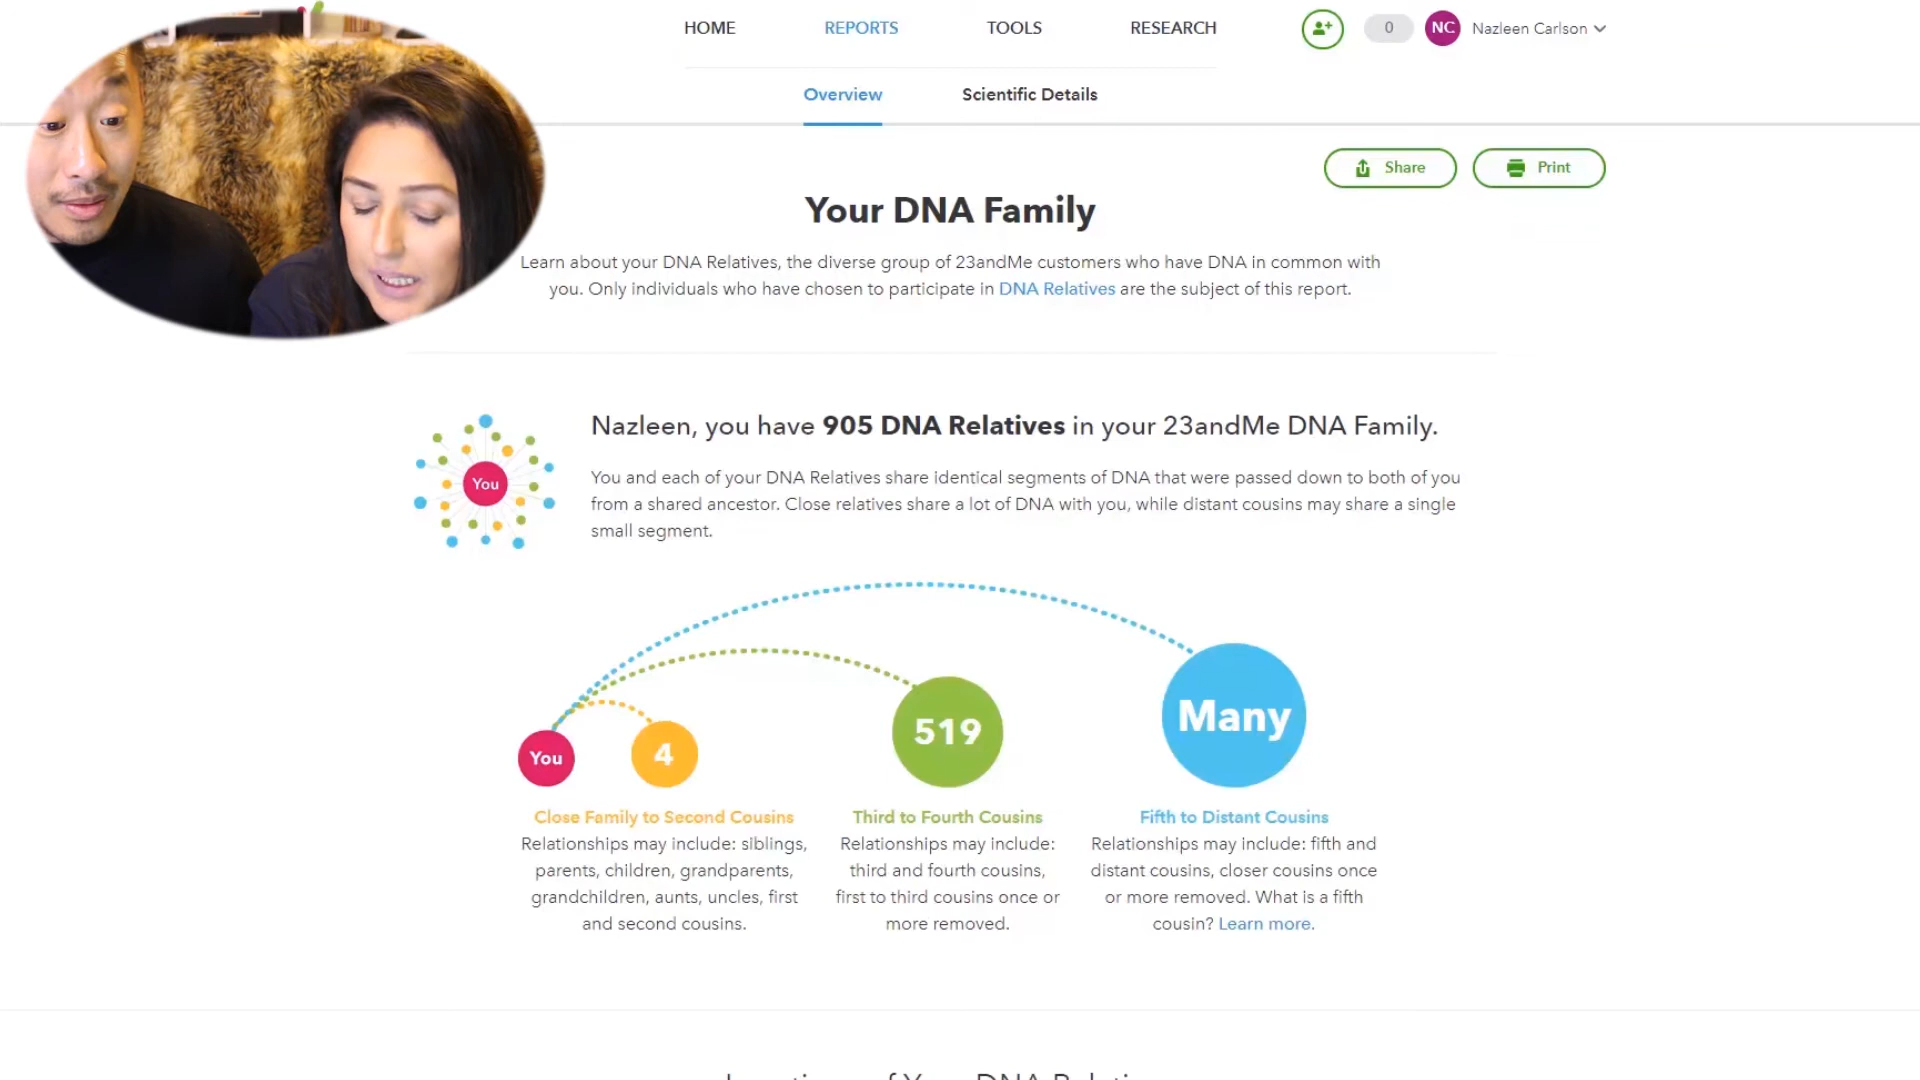 HOME
REPORTS
TOOLS
RESEARCH
0
NC
Nazleen Carlson
Overview
Scientific Details
Share
Print
Your DNA Family
Learn about your DNA Relatives, the diverse group of 23andMe customers who have DNA in common with
you. Only individuals who have chosen to participate in DNA Relatives are the subject of this report.
You
Nazleen, you have 905 DNA Relatives in your 23andMe DNA Family.
You and each of your DNA Relatives share identical segments of DNA that were passed down to both of you
from a shared ancestor. Close relatives share a lot of DNA with you, while distant cousins may share a single
small segment.
You
4
519
Many
Close Family to Second Cousins
Relationships may include: siblings,
parents, children, grandparents,
grandchildren, aunts, uncles, first
and second cousins.
Third to Fourth Cousins
Relationships may include:
third and fourth cousins,
first to third cousins once or
more removed.
Fifth to Distant Cousins
Relationships may include: fifth and
distant cousins, closer cousins once
or more removed. What is a fifth
cousin? Learn more.